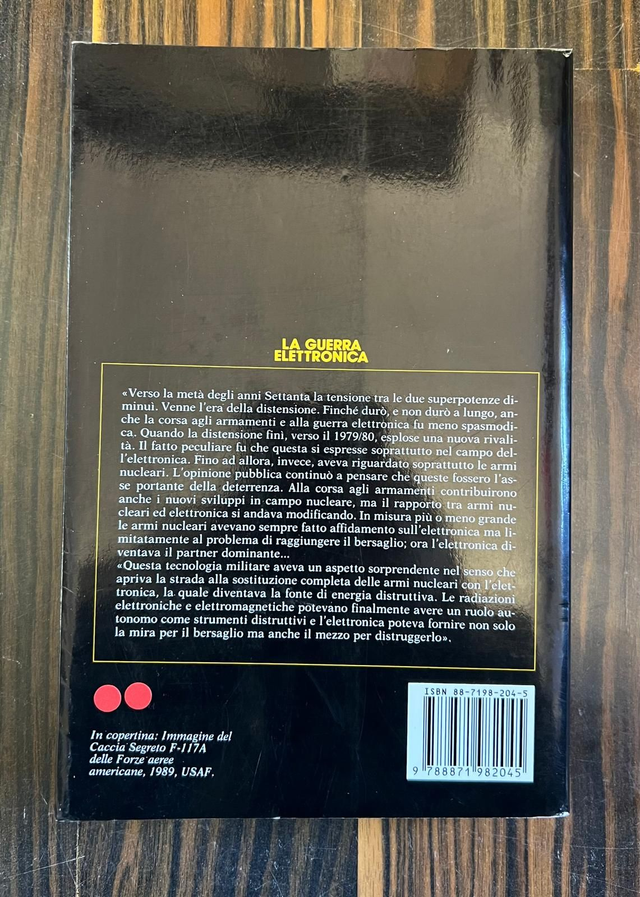 LA GUERRA
ELETTRONICA
«Verso la metà degli anni Settanta la tensione tra le due superpotenze di-
minuì. Venne l'era della distensione. Finché durò, e non durò a lungo, an-
che la corsa agli armamenti e alla guerra elettronica fu meno spasmodi-
ca. Quando la distensione finì, verso il 1979/80, esplose una nuova rivali-
tà. Il fatto peculiare fu che questa si espresse soprattutto nel campo del-
l'elettronica. Fino ad allora, invece, aveva riguardato soprattutto le armi
nucleari. L'opinione pubblica continuò a pensare che queste fossero l'as-
se portante della deterrenza. Alla corsa agli armamenti contribuirono
anche i nuovi sviluppi in campo nucleare, ma il rapporto tra armi nu-
cleari ed elettronica si andava modificando. In misura più o meno grande
le armi nucleari avevano sempre fatto affidamento sull'elettronica ma li-
mitatamente al problema di raggiungere il bersaglio; ora l'elettronica di-
ventava il partner dominante...
«Questa tecnologia militare aveva un aspetto sorprendente nel senso che
apriva la strada alla sostituzione completa delle armi nucleari con l'elet-
tronica, la quale diventava la fonte di energia distruttiva. Le radiazioni
elettroniche e elettromagnetiche potevano finalmente avere un ruolo au-
tonomo come strumenti distruttivi e l'elettronica poteva fornire non solo
la mira per il bersaglio ma anche il mezzo per distruggerlo».
In copertina: Immagine del
Caccia Segreto F-117A
delle Forze aeree
americane, 1989, USAF.
ISBN 88-7198-204-5
9 788871 982045